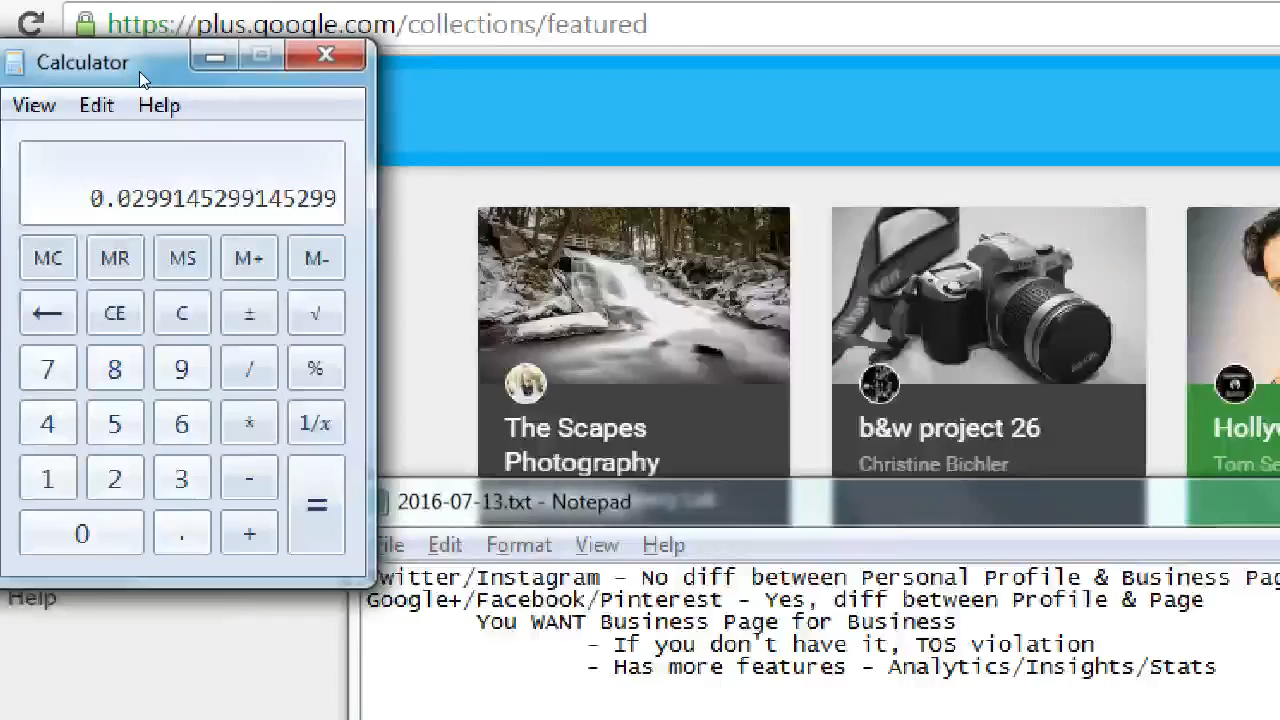 https://plus.google.com/collections/featured
Calculator
View Edit Help
0.0299145299145299
MC MR MS M+ M-
← CE C ± √
7 8 9 / %
4 5 6 * 1/x
1 2 3 - =
0 . +
Help
The Scapes
Photography
b&w project 26
Christine Bichler
2016-07-13.txt - Notepad
File Edit Format View Help
Twitter/Instagram - No diff between Personal Profile & Business
Google+/Facebook/Pinterest - Yes, diff between Profile & Page
You WANT Business Page for Business
- If you don't have it, TOS violation
- Has more features - Analytics/Insights/Stats